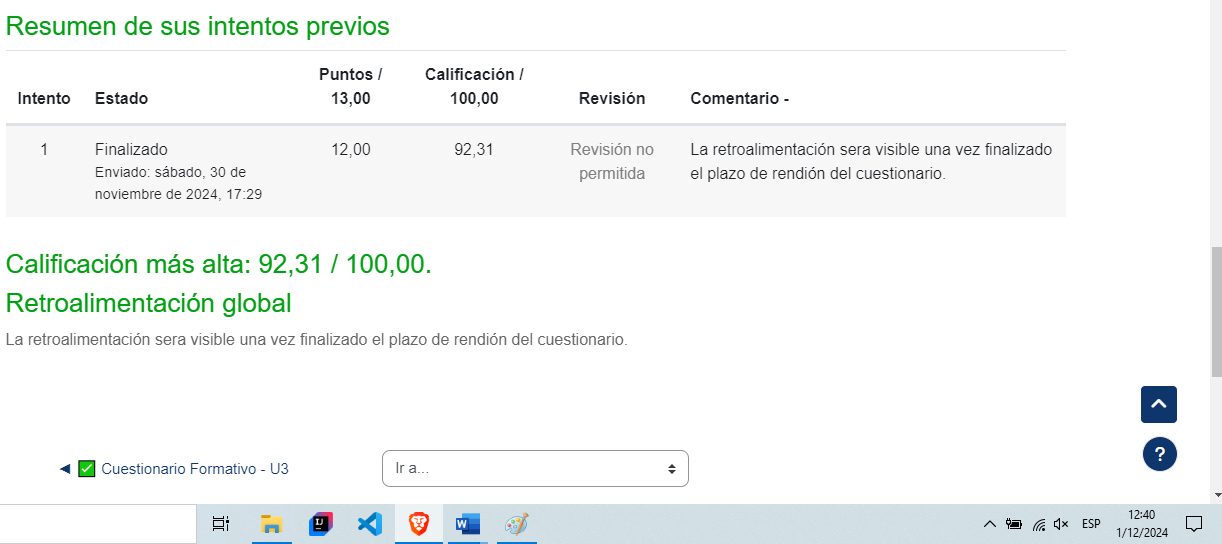 Resumen de sus intentos previos
Intento Estado Puntos / 13,00 Calificación / 100,00 Revisión Comentario -
1 Finalizado 12,00 92,31 Revisión no permitida La retroalimentación sera visible una vez finalizado
Enviado: sábado, 30 de noviembre de 2024, 17:29 el plazo de rendión del cuestionario.
Calificación más alta: 92,31 / 100,00.
Retroalimentación global
La retroalimentación sera visible una vez finalizado el plazo de rendión del cuestionario.
◄ ✅ Cuestionario Formativo - U3 Ir a...
?
ESP 12:40
1/12/2024